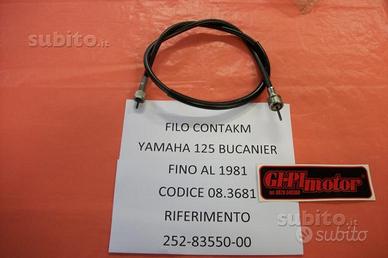 subito.it
FILO CONTAKM
YAMAHA 125 BUCANIER
FINO AL 1981
CODICE 08.3681
RIFERIMENTO
252-83550-00
GI-PI motor
subito
subito